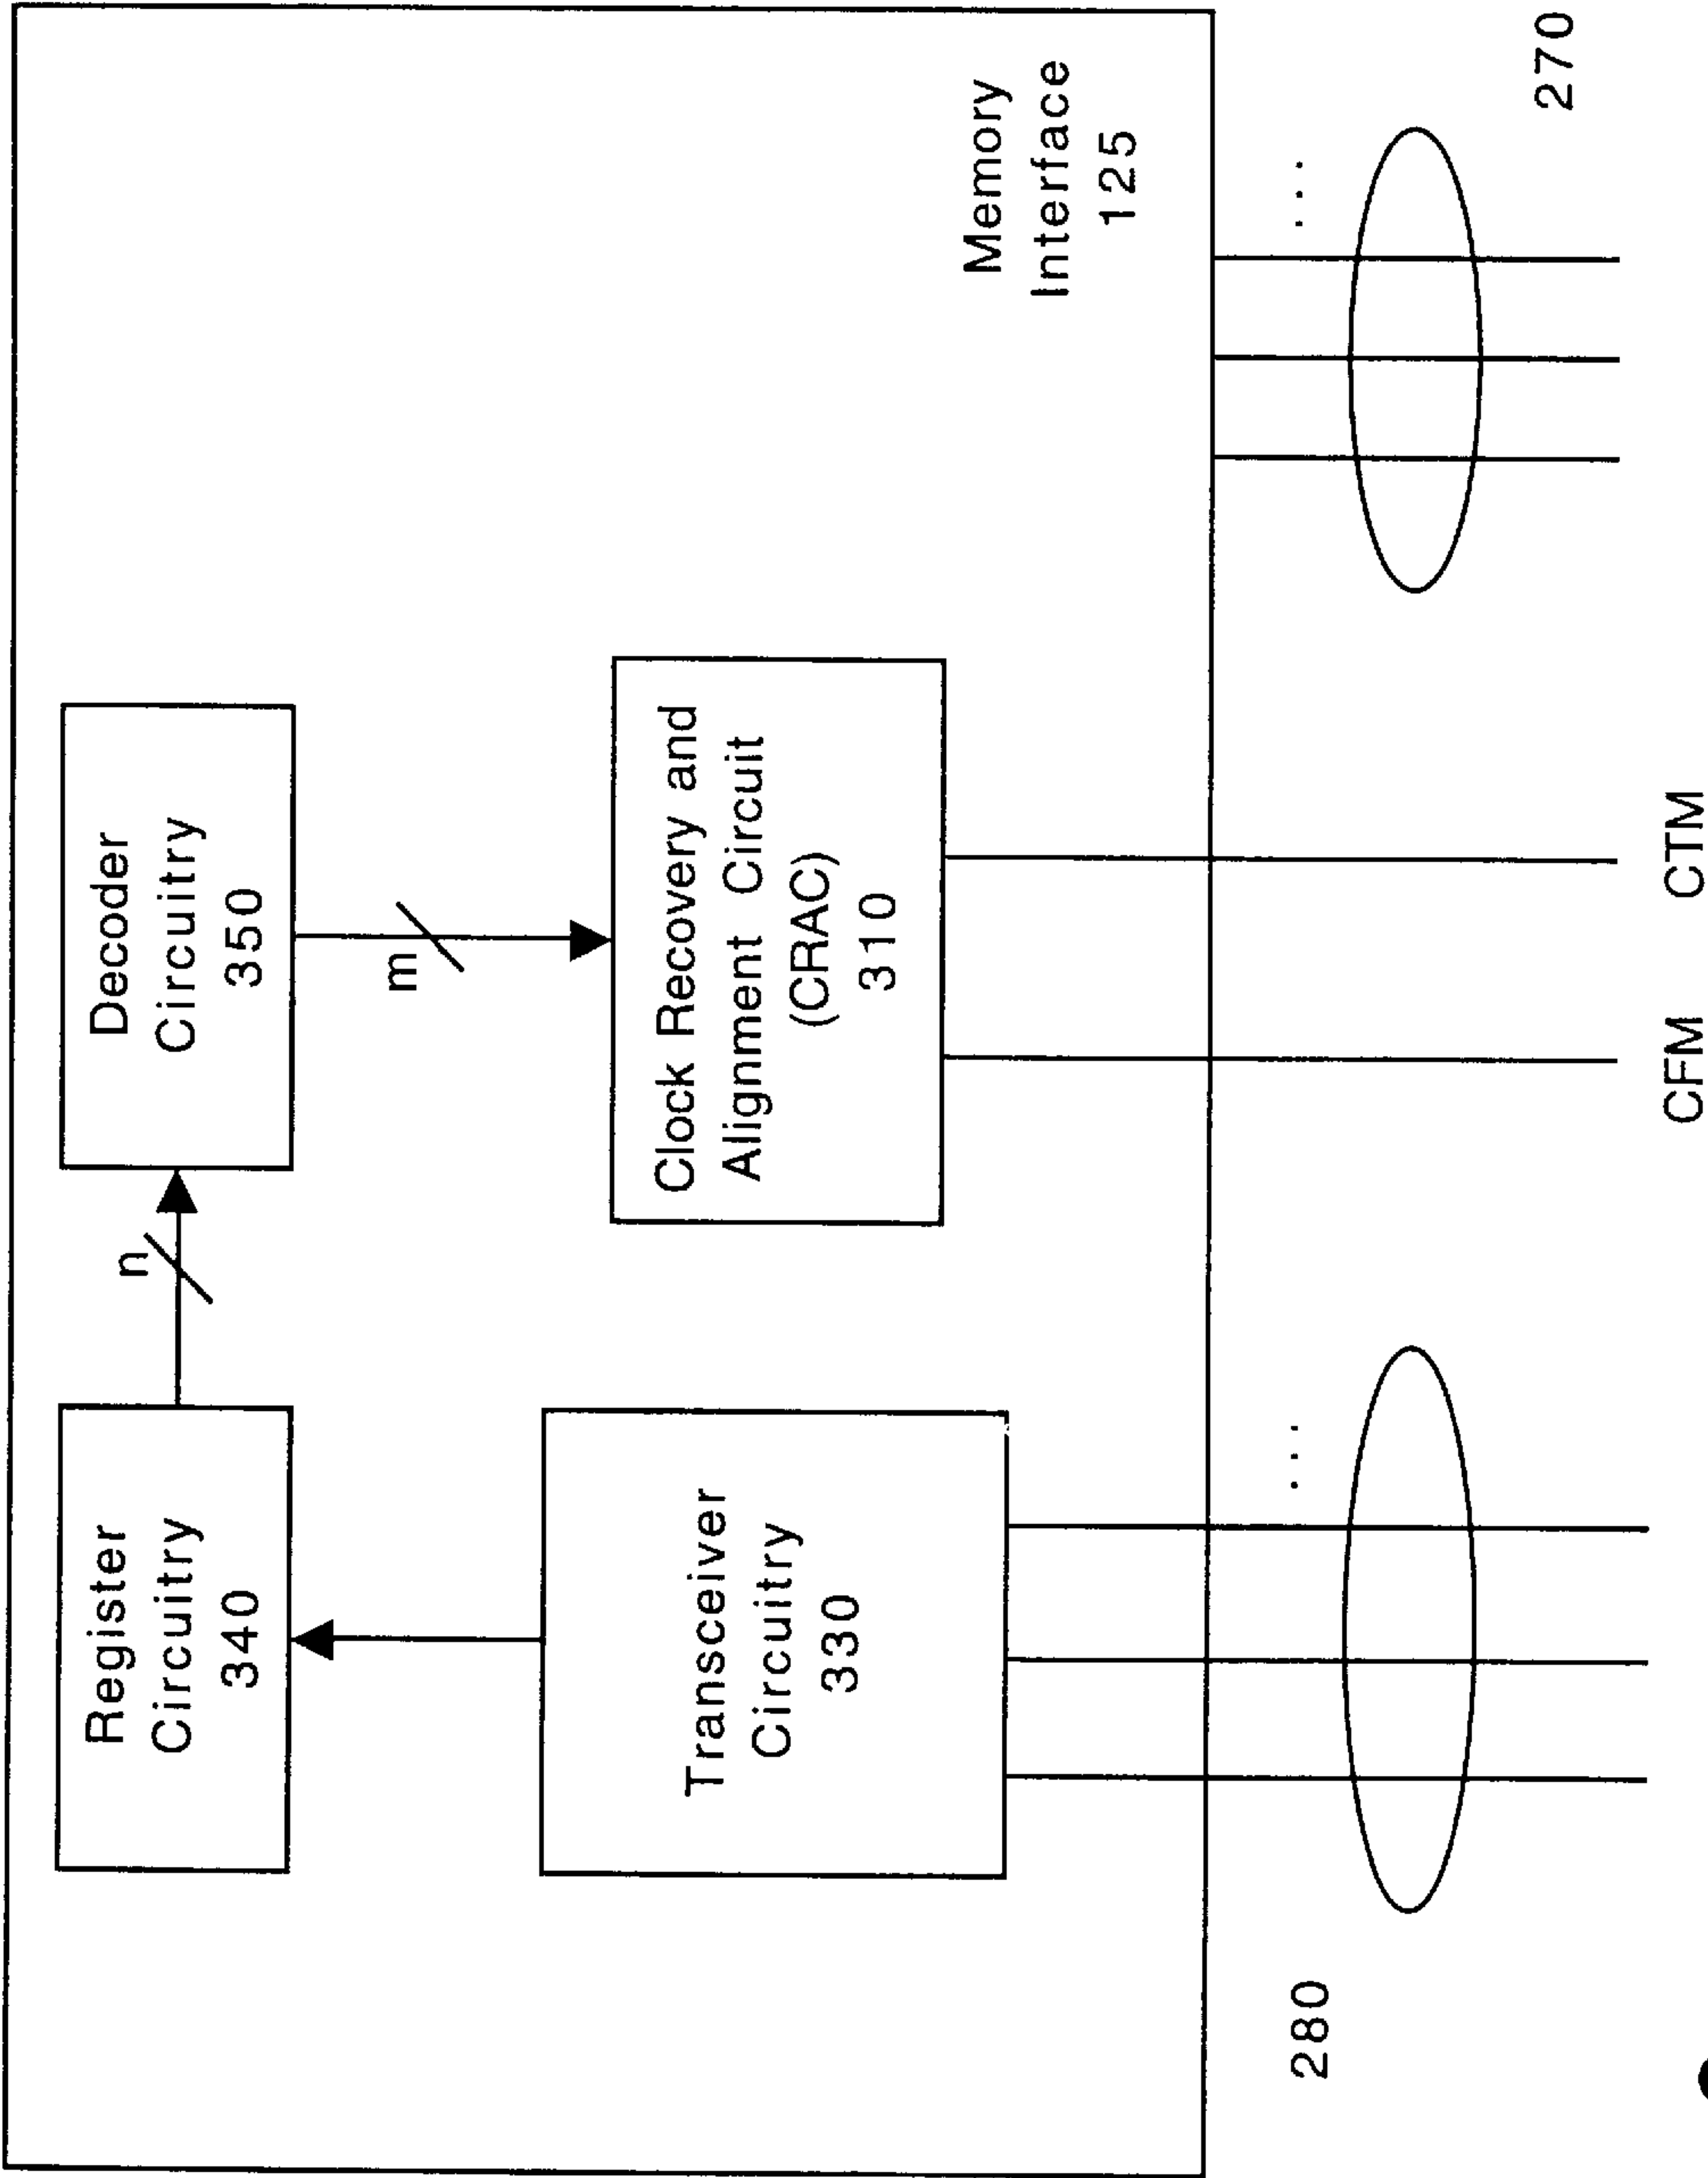 Register
Circuitry
340
n
Decoder
Circuitry
350
m
Transceiver
Circuitry
330
Clock Recovery and
Alignment Circuit
(CRAC)
310
Memory
Interface
125
280
...
...
270
CFM
CTM